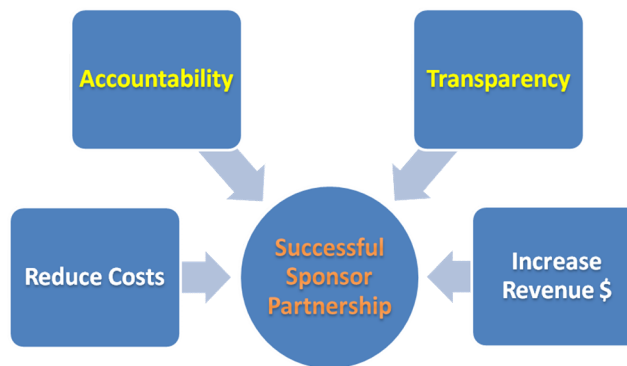 Accountability
Transparency
Reduce Costs
Successful
Sponsor
Partnership
Increase
Revenue $